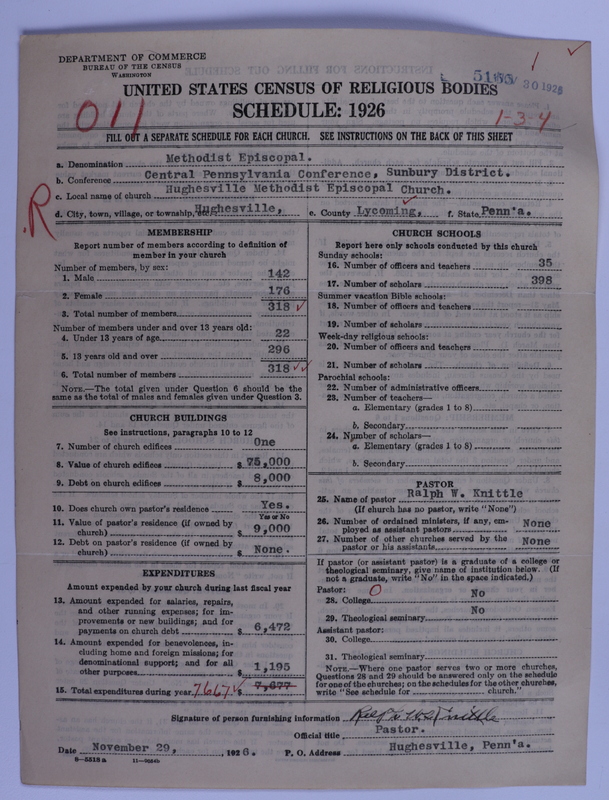 DEPARTMENT OF COMMERCE
BUREAU OF THE CENSUS
WASHINGTON
30 1926
UNITED STATES CENSUS OF RELIGIOUS BODIES
SCHEDULE: 1926
011
1-3-4
FILL OUT A SEPARATE SCHEDULE FOR EACH CHURCH. SEE INSTRUCTIONS ON THE BACK OF THIS SHEET
a. Denomination Methodist Episcopal.
b. Conference Central Pennsylvania Conference, Sunbury District.
c. Local name of church Hughesville Methodist Episcopal Church.
R
d. City, town, village, or township, etc. Hughesville, e. County Lycoming, f. State Penn'a.
MEMBERSHIP
Report number of members according to definition of
member in your church
Number of members, by sex:
1. Male 142
2. Female 176
3. Total number of members 318
Number of members under and over 13 years old:
4. Under 13 years of age 22
5. 13 years old and over 296
6. Total number of members 318
NOTE.—The total given under Question 6 should be
same as the total of males and females given under Question 3.
CHURCH BUILDINGS
See instructions, paragraphs 10 to 12
7. Number of church edifices One
8. Value of church edifices $ 75,000
9. Debt on church edifices $ 8,000
10. Does church own pastor's residence Yes.
Yes or No
11. Value of pastor's residence (if owned by
church) $ 9,000
12. Debt on pastor's residence (if owned by
church) $ None.
EXPENDITURES
Amount expended by your church during last fiscal year
13. Amount expended for salaries, repairs,
and other running expenses; for im-
provements or new buildings; and for
payments on church debt $ 6,472
14. Amount expended for benevolences, in-
cluding home and foreign missions; for
denominational support; and for all
other purposes $ 1,195
15. Total expenditures during year 7667 $ 7,677
CHURCH SCHOOLS
Report here only schools conducted by this church
Sunday schools:
16. Number of officers and teachers 35
17. Number of scholars 398
Summer vacation Bible schools:
18. Number of officers and teachers
19. Number of scholars
Week-day religious schools:
20. Number of officers and teachers
21. Number of scholars
Parochial schools:
22. Number of administrative officers
23. Number of teachers—
a. Elementary (grades 1 to 8)
b. Secondary
24. Number of scholars—
a. Elementary (grades 1 to 8)
b. Secondary
PASTOR
25. Name of pastor Ralph W. Knittle
(If church has no pastor, write "None")
26. Number of ordained ministers, if any, em-
ployed as assistant pastors None
27. Number of other churches served by the
pastor or his assistants None
If pastor (or assistant pastor) is a graduate of a college or
theological seminary, give name of institution below. (If
not a graduate, write "No" in the space indicated.)
Pastor: O
28. College No
29. Theological seminary No
Assistant pastor:
30. College
31. Theological seminary
NOTE.—Where one pastor serves two or more churches,
Questions 28 and 29 should be answered only on the schedule
for one of the churches; on the schedules for the other churches,
write "See schedule for church."
Signature of person furnishing information Ralph W. Knittle
Official title Pastor.
Date November 29, 1926. P. O. Address Hughesville, Penn'a.
8—5518 a